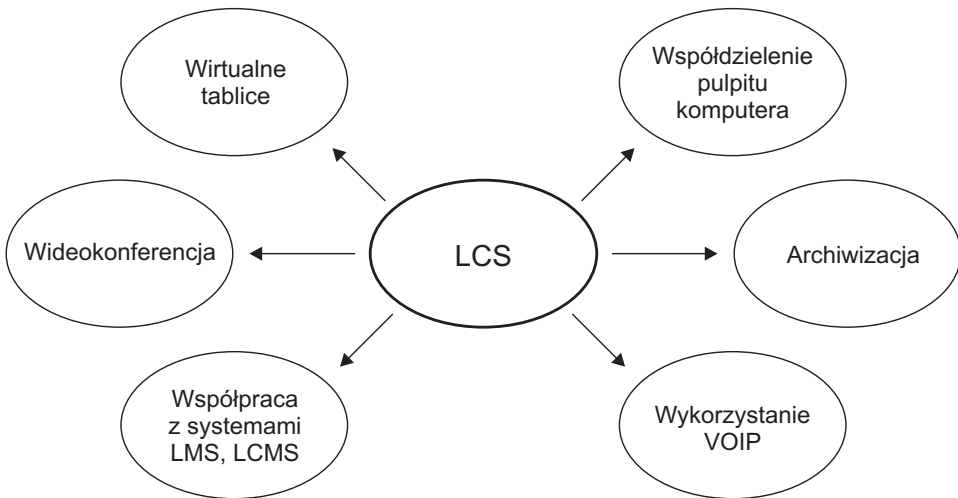 Wirtualne
tablice
Współdzielenie
pulpitu
komputera
Wideokonferencja
LCS
Archiwizacja
Współpraca
z systemami
LMS, LCMS
Wykorzystanie
VOIP